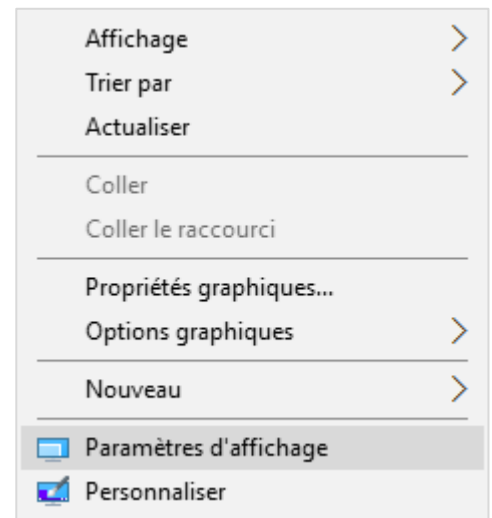 Affichage
Trier par
Actualiser
Coller
Coller le raccourci
Propriétés graphiques...
Options graphiques
Nouveau
Paramètres d'affichage
Personnaliser